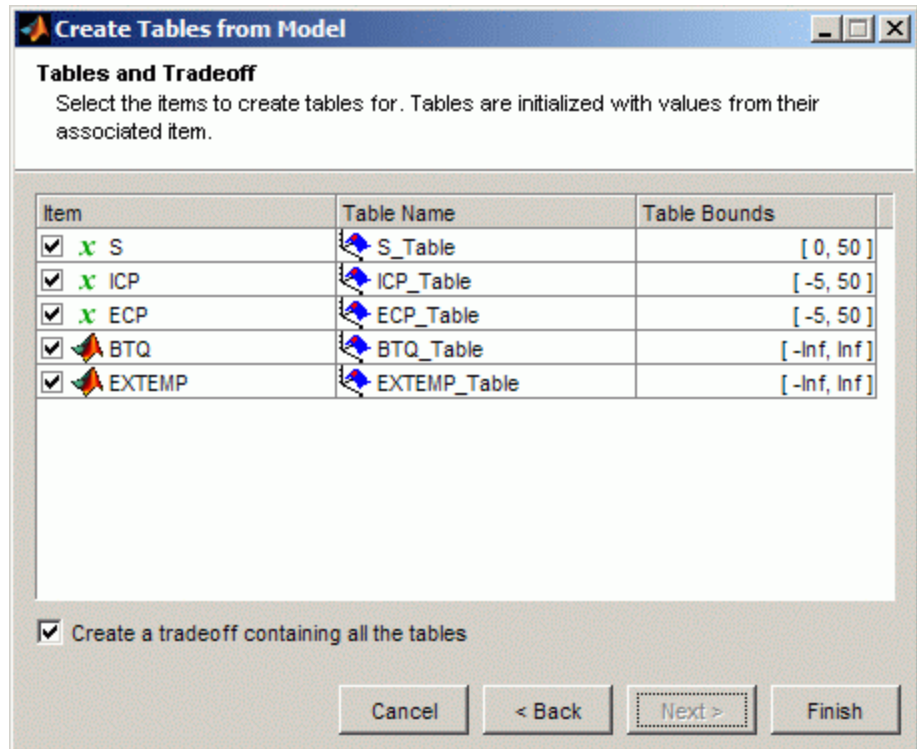 Create Tables from Model
Tables and Tradeoff
Select the items to create tables for. Tables are initialized with values from their
associated item.
Item Table Name Table Bounds
x S S_Table [ 0, 50 ]
x ICP ICP_Table [ -5, 50 ]
x ECP ECP_Table [ -5, 50 ]
BTQ BTQ_Table [ -Inf, Inf ]
EXTEMP EXTEMP_Table [ -Inf, Inf ]
Create a tradeoff containing all the tables
Cancel < Back Next > Finish